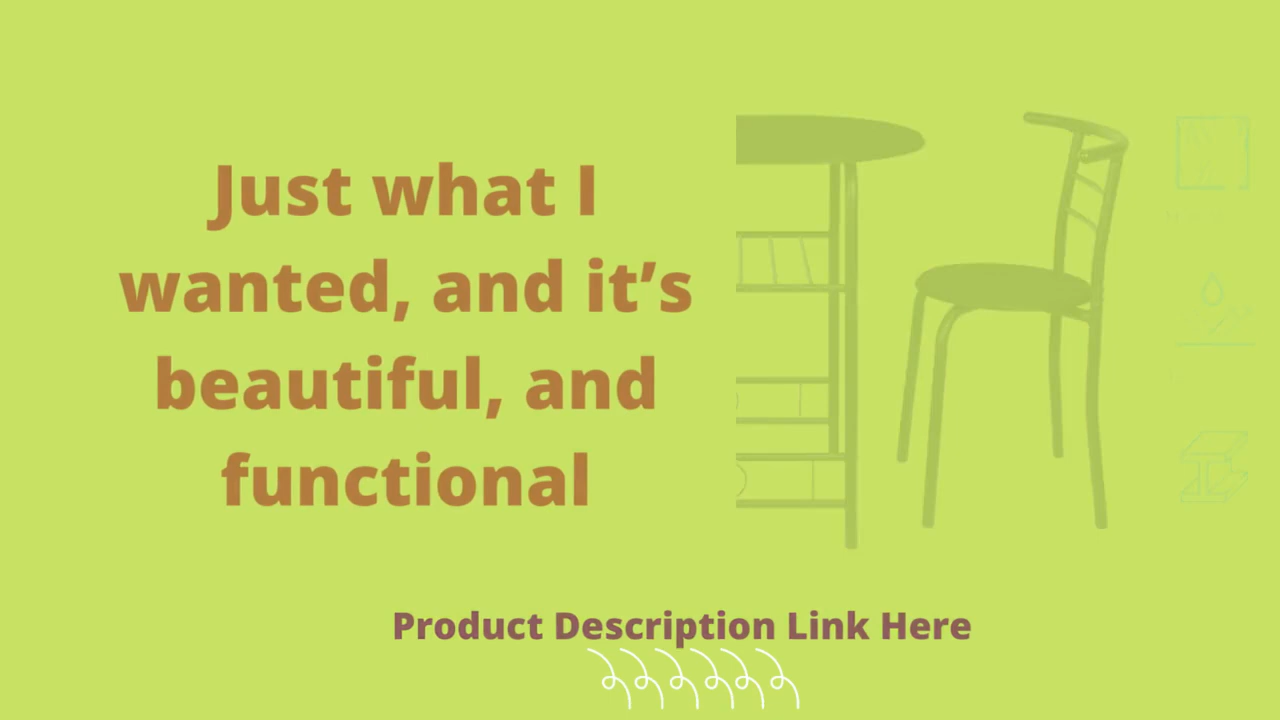 Just what I
wanted, and it’s
beautiful, and
functional
Product Description Link Here